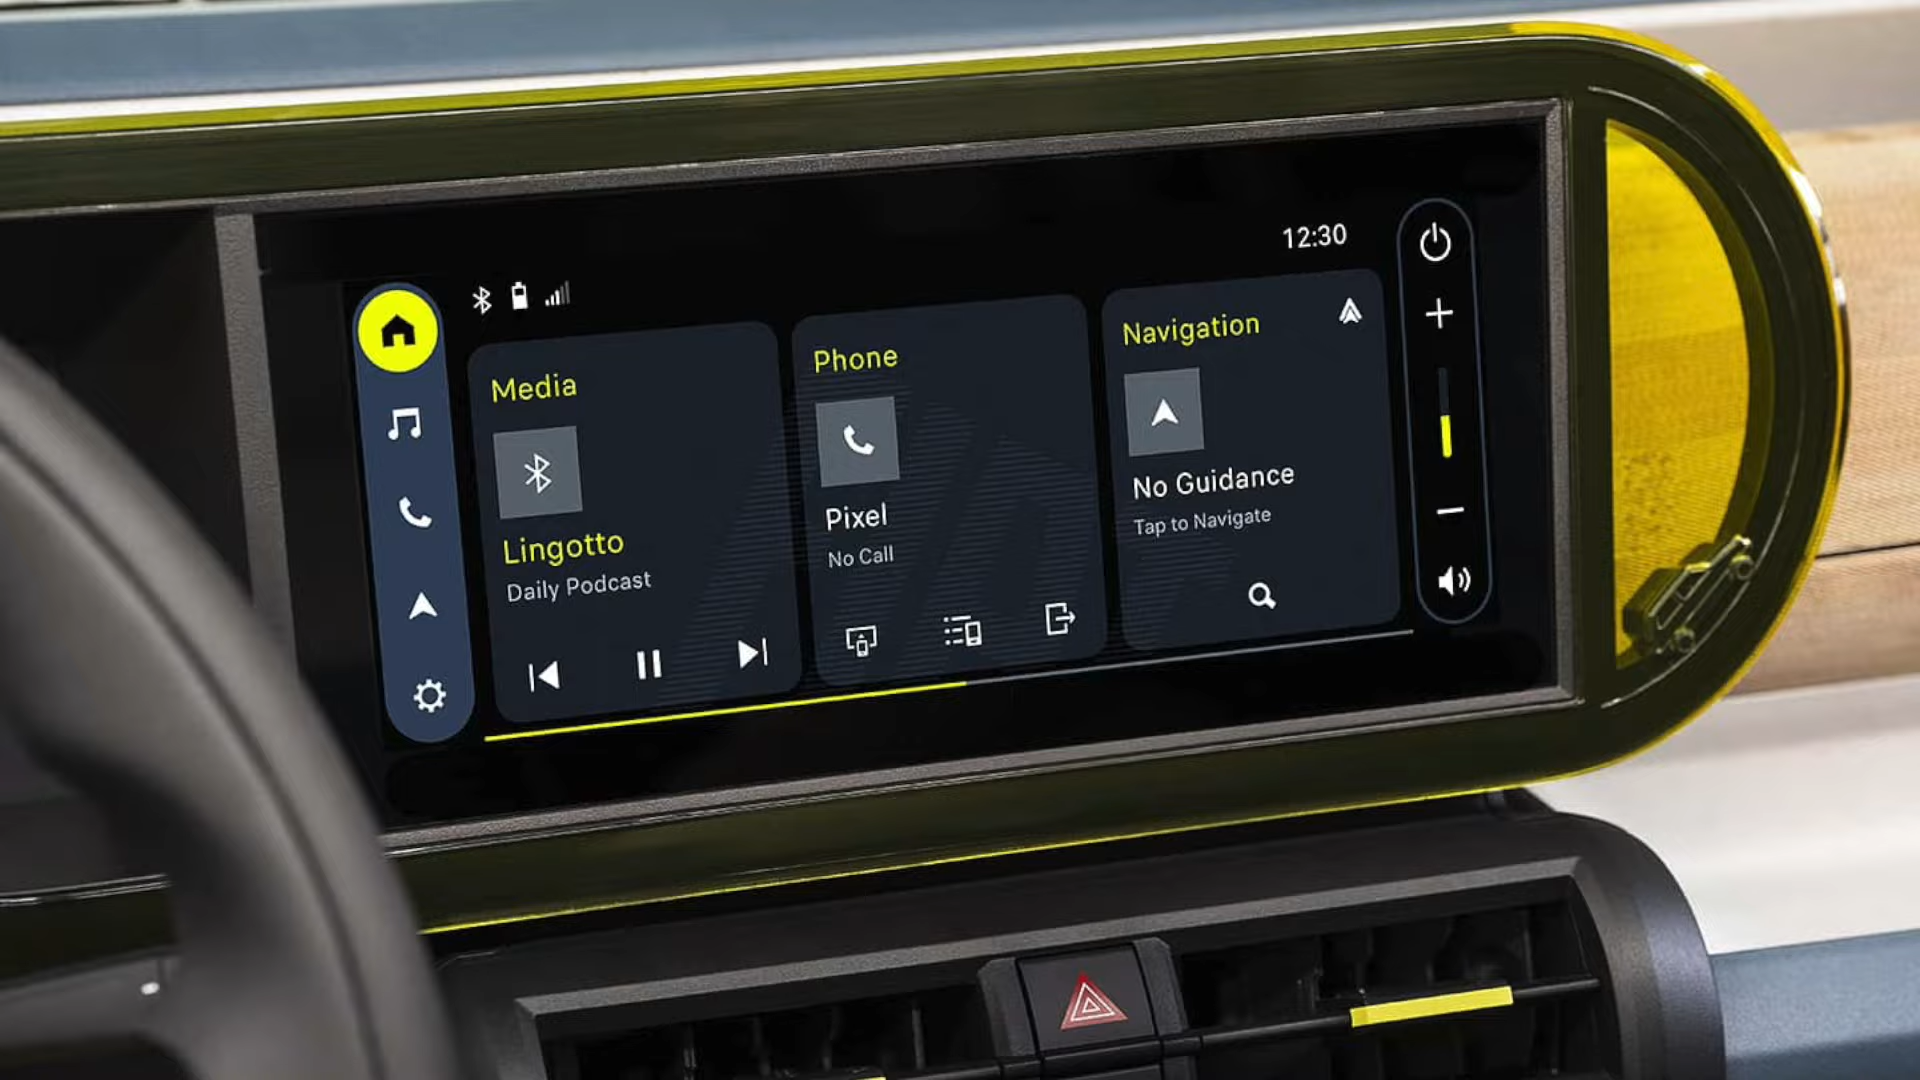 12:30
Media
Lingotto
Daily Podcast
Phone
Pixel
No Call
Navigation
No Guidance
Tap to Navigate